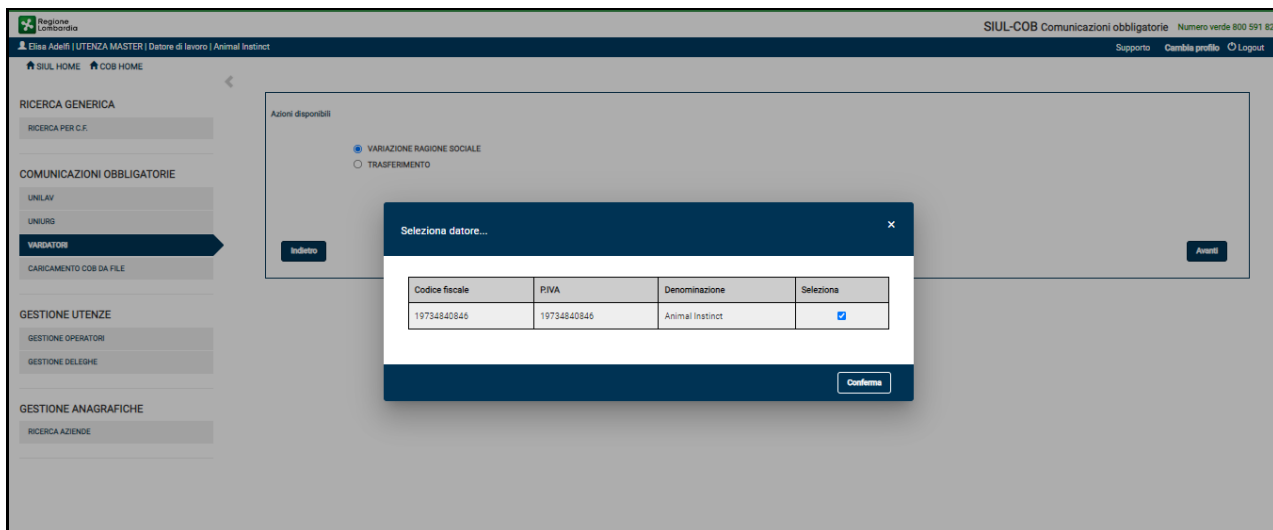 Regione
Lombardia
SIUL-COB Comunicazioni obbligatorie Numero verde 800 591 82
Elisa Adelfi | UTENZA MASTER | Datore di lavoro | Animal Instinct
Supporto Cambia profilo Logout
SIUL HOME COB HOME
RICERCA GENERICA
RICERCA PER C.F.
COMUNICAZIONI OBBLIGATORIE
UNILAV
UNIURG
VARDATORI
CARICAMENTO COB DA FILE
GESTIONE UTENZE
GESTIONE OPERATORI
GESTIONE DELEGHE
GESTIONE ANAGRAFICHE
RICERCA AZIENDE
Azioni disponibili
VARIAZIONE RAGIONE SOCIALE
TRASFERIMENTO
Indietro
Avanti
Seleziona datore... ×
Codice fiscale P.IVA Denominazione Seleziona
19734840846 19734840846 Animal Instinct
Conferma